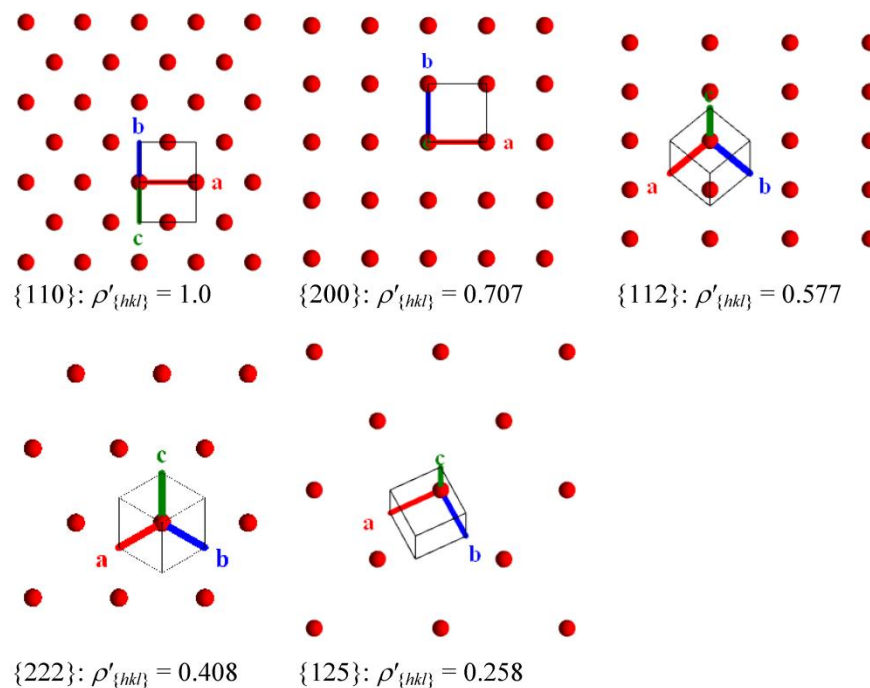 b
a
c
{110}: ρ′{hkl} = 1.0
b
a
{200}: ρ′{hkl} = 0.707
a
b
{112}: ρ′{hkl} = 0.577
c
a
b
{222}: ρ′{hkl} = 0.408
c
a
b
{125}: ρ′{hkl} = 0.258